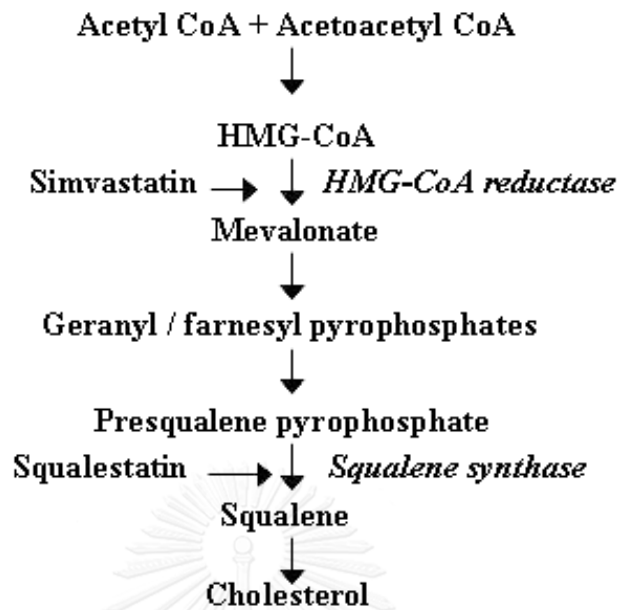 Acetyl CoA + Acetoacetyl CoA
HMG-CoA
Simvastatin HMG-CoA reductase
Mevalonate
Geranyl / farnesyl pyrophosphates
Presqualene pyrophosphate
Squalestatin Squalene synthase
Squalene
Cholesterol